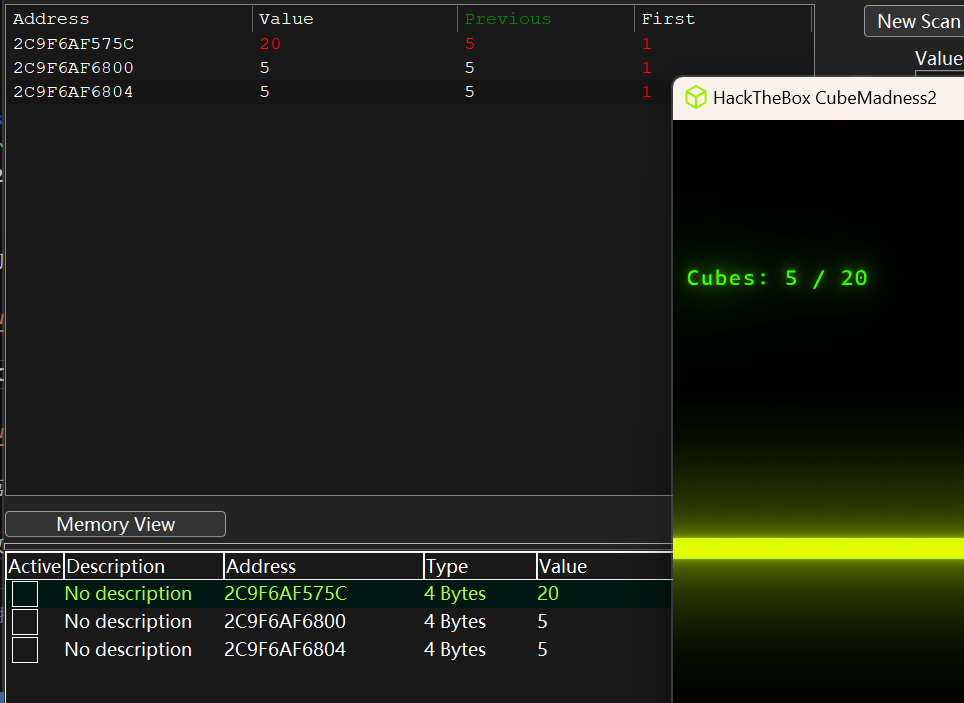 Address Value Previous First
2C9F6AF575C 20 5 1
2C9F6AF6800 5 5 1
2C9F6AF6804 5 5 1
New Scan
Value
HackTheBox CubeMadness2
Cubes: 5 / 20
Memory View
Active Description Address Type Value
No description 2C9F6AF575C 4 Bytes 20
No description 2C9F6AF6800 4 Bytes 5
No description 2C9F6AF6804 4 Bytes 5